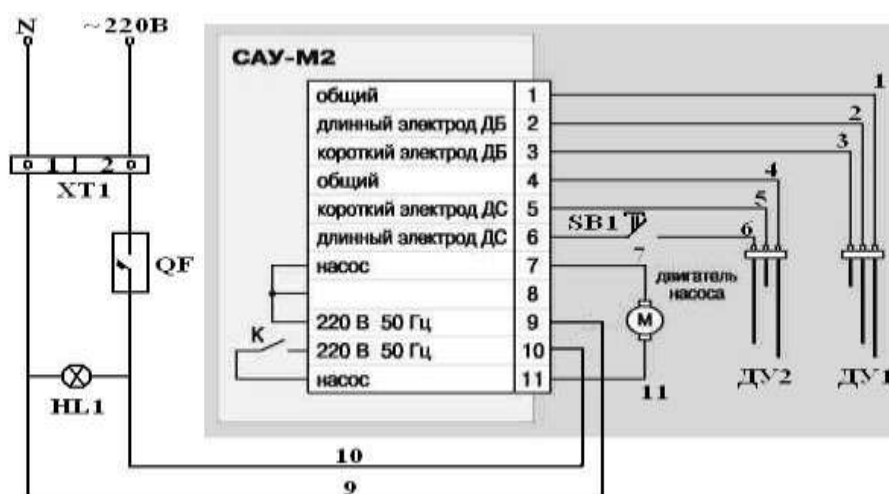 N
~220В
САУ-М2
общий 1
длинный электрод ДБ 2
короткий электрод ДБ 3
общий 4
короткий электрод ДС 5
длинный электрод ДС 6
насос 7
8
220 В 50 Гц 9
220 В 50 Гц 10
насос 11
1
2
3
4
5
6
SB1
7
двигатель
насоса
М
11
ДУ2
ДУ1
1 2
XT1
QF
К
HL1
10
9